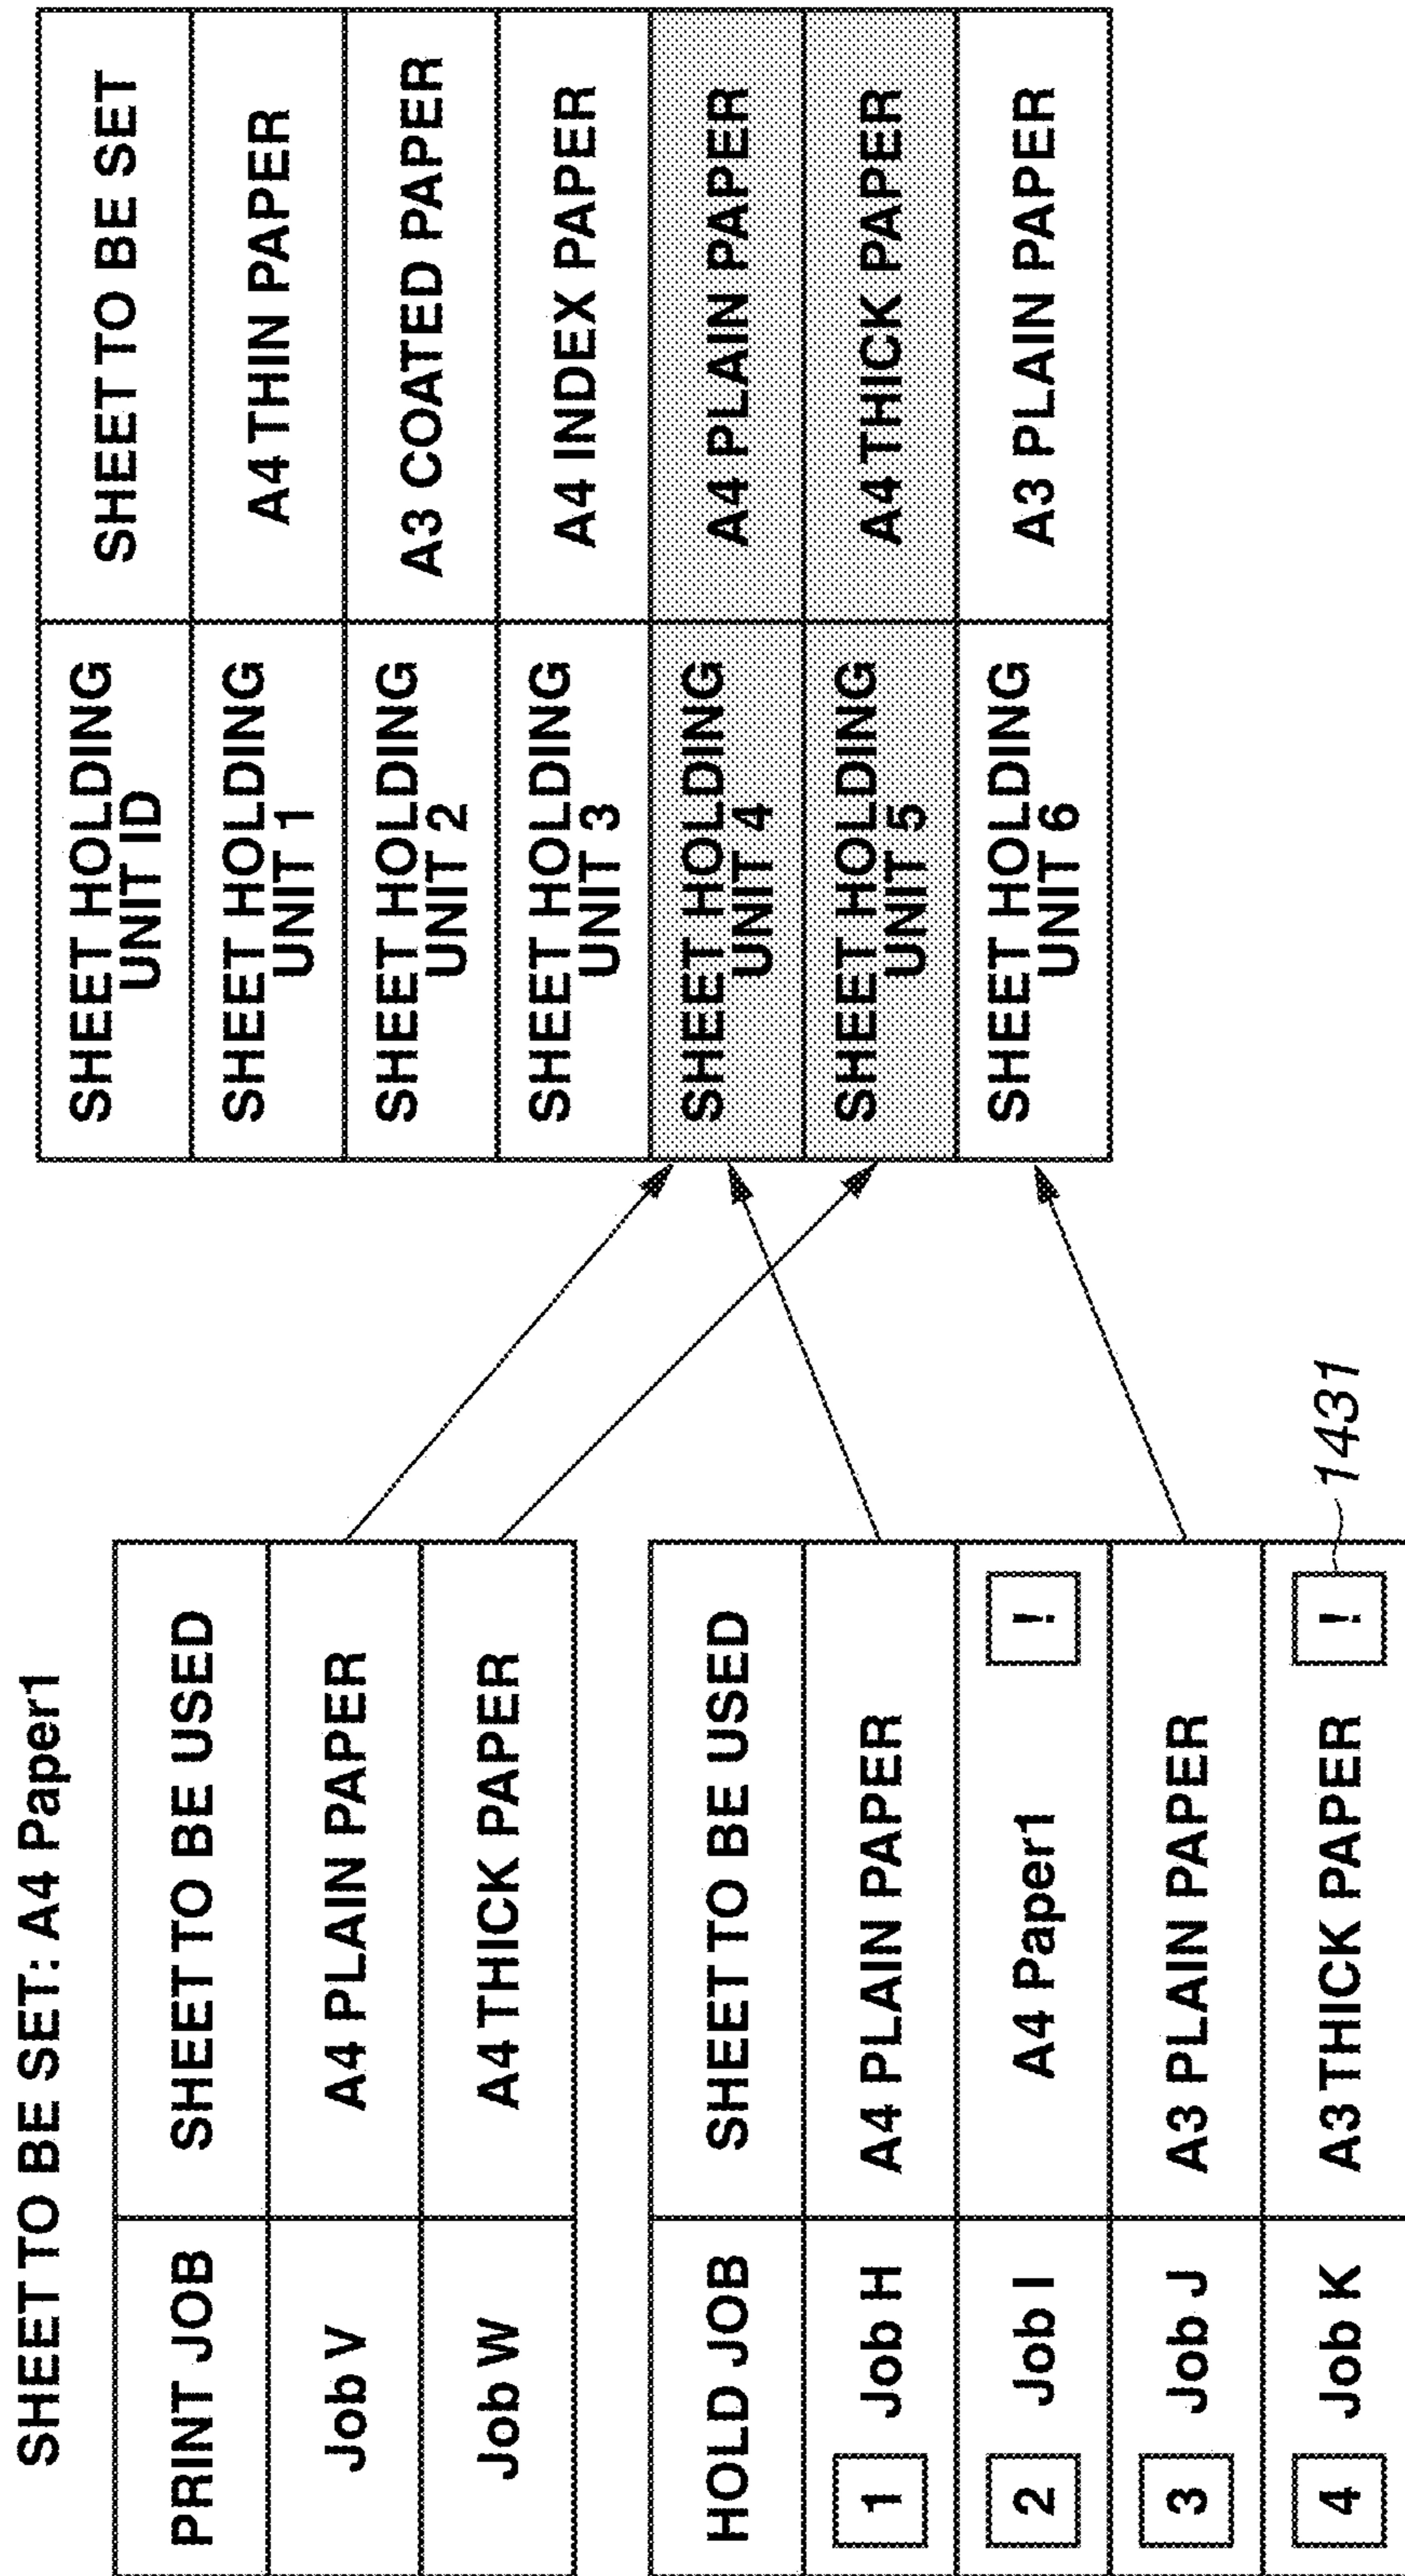 SHEET TO BE SET: A4 Paper1
PRINT JOB SHEET TO BE USED
Job V A4 PLAIN PAPER
Job W A4 THICK PAPER
HOLD JOB SHEET TO BE USED
1 Job H A4 PLAIN PAPER
2 Job I A4 Paper1 !
3 Job J A3 PLAIN PAPER
4 Job K A3 THICK PAPER !
1431
SHEET HOLDING
UNIT ID
SHEET TO BE SET
SHEET HOLDING
UNIT 1
A4 THIN PAPER
SHEET HOLDING
UNIT 2
A3 COATED PAPER
SHEET HOLDING
UNIT 3
A4 INDEX PAPER
SHEET HOLDING
UNIT 4
A4 PLAIN PAPER
SHEET HOLDING
UNIT 5
A4 THICK PAPER
SHEET HOLDING
UNIT 6
A3 PLAIN PAPER